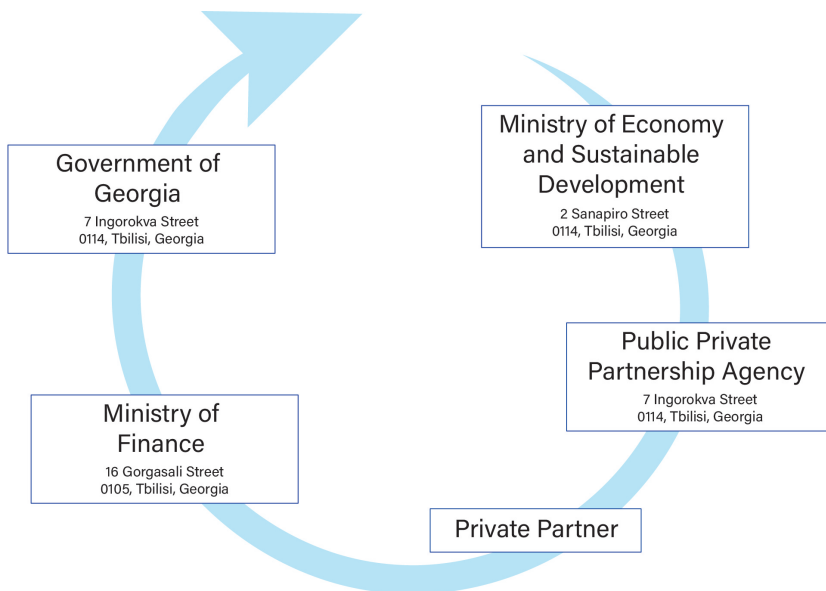 Ministry of Economy
and Sustainable
Development
2 Sanapiro Street
0114, Tbilisi, Georgia
Public Private
Partnership Agency
7 Ingorokva Street
0114, Tbilisi, Georgia
Private Partner
Ministry of
Finance
16 Gorgasali Street
0105, Tbilisi, Georgia
Government of
Georgia
7 Ingorokva Street
0114, Tbilisi, Georgia